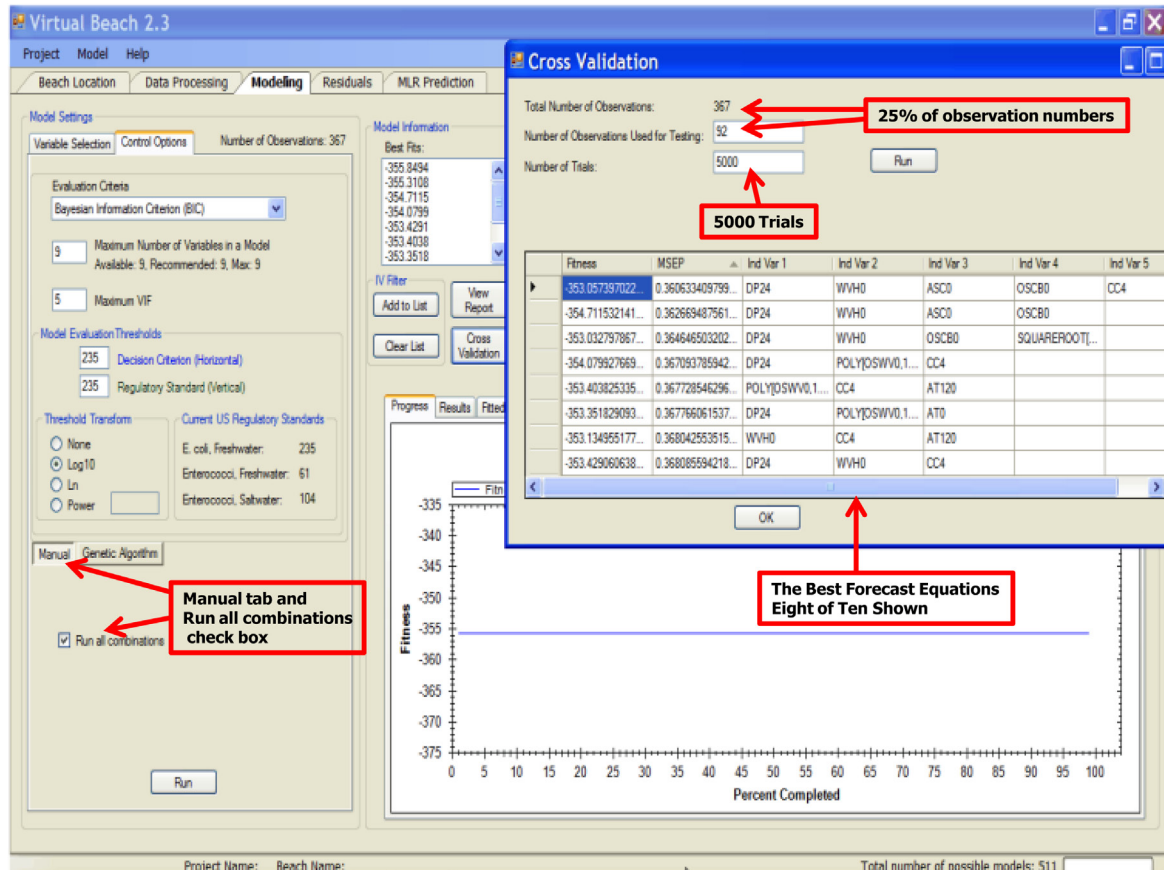 Virtual Beach 2.3
Project Model Help
Beach Location Data Processing Modeling Residuals MLR Prediction
Model Settings
Variable Selection Control Options Number of Observations: 367
Evaluation Criteria
Bayesian Information Criterion (BIC)
9 Maximum Number of Variables in a Model
Available: 9, Recommended: 9, Max: 9
5 Maximum VIF
Model Evaluation Thresholds
235 Decision Criterion (Horizontal)
235 Regulatory Standard (Vertical)
Threshold Transform
None
Log10
Ln
Power
Current US Regulatory Standards
E. coli, Freshwater: 235
Enterococci, Freshwater: 61
Enterococci, Saltwater: 104
Manual Genetic Algorithm
Manual tab and
Run all combinations
check box
Run all combinations
Run
Model Information
Best Fits:
-355.8494
-355.3108
-354.7115
-354.0799
-353.4291
-353.4038
-353.3518
IV Filter
Add to List
Clear List
View
Report
Cross
Validation
Progress Results Fitted
Fitn
Fitness
-335
-340
-345
-350
-355
-360
-365
-370
-375
0 5 10 15 20 25 30 35 40 45 50 55 60 65 70 75 80 85 90 95 100
Percent Completed
Cross Validation
Total Number of Observations: 367
Number of Observations Used for Testing: 92
Number of Trials: 5000
Run
25% of observation numbers
5000 Trials
Fitness MSEP Ind Var 1 Ind Var 2 Ind Var 3 Ind Var 4 Ind Var 5
-353.057397022... 0.360633409799... DP24 WVH0 ASC0 OSCB0 CC4
-354.711532141... 0.362669487561... DP24 WVH0 ASC0 OSCB0
-353.032797867... 0.364646503202... DP24 WVH0 OSCB0 SQUAREROOT[...
-354.079927669... 0.367093785942... DP24 POLY[OSWV0,1... CC4
-353.403825335... 0.367728546296... POLY[OSWV0,1... CC4 AT120
-353.351829093... 0.367766061537... DP24 POLY[OSWV0,1... AT0
-353.134955177... 0.368042553515... WVH0 CC4 AT120
-353.429060638... 0.368085594218... DP24 WVH0 CC4
OK
The Best Forecast Equations
Eight of Ten Shown
Project Name: Beach Name:
Total number of possible models: 511